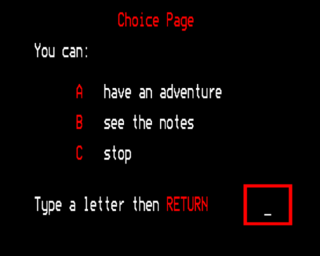 Choice Page
You can:
A have an adventure
B see the notes
C stop
Type a letter then RETURN _